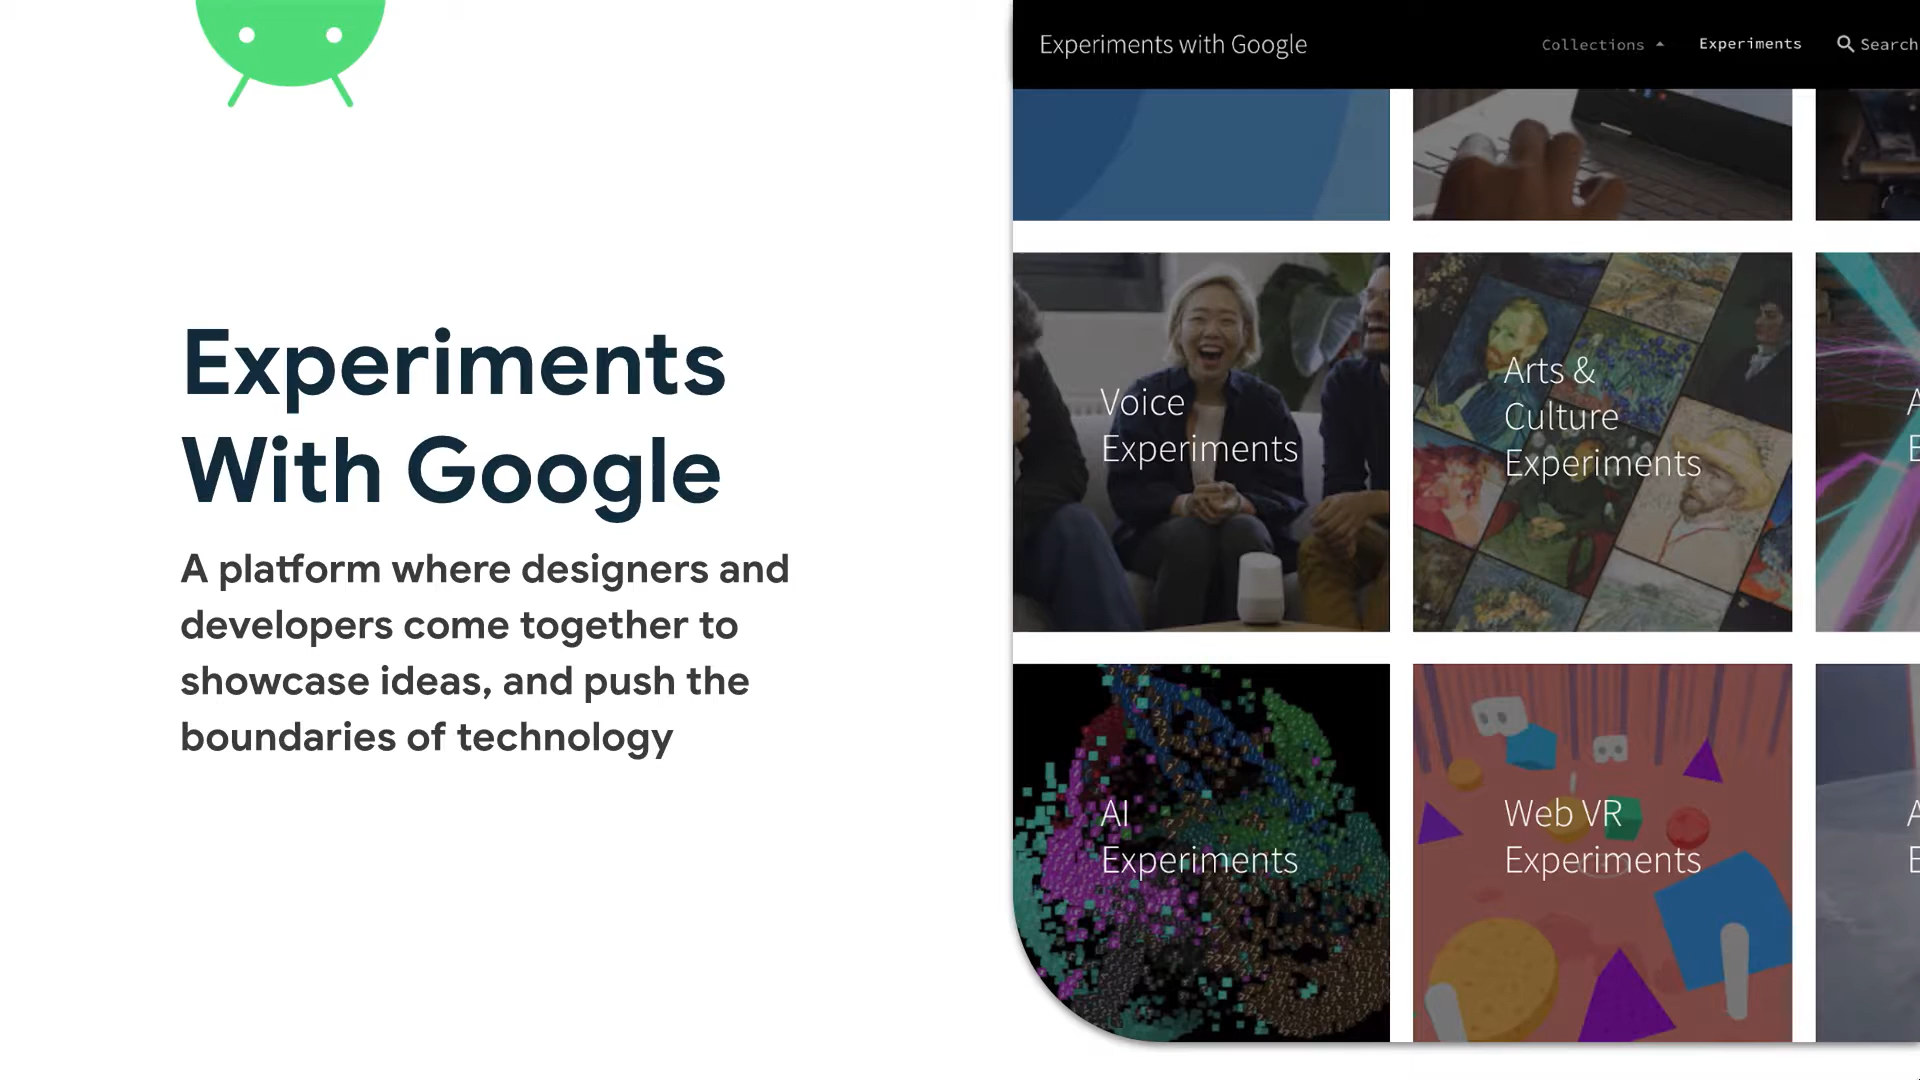 Experiments
With Google
A platform where designers and
developers come together to
showcase ideas, and push the
boundaries of technology
Experiments with Google
Collections
Experiments
Search
Voice
Experiments
Arts &
Culture
Experiments
AI
Experiments
Web VR
Experiments